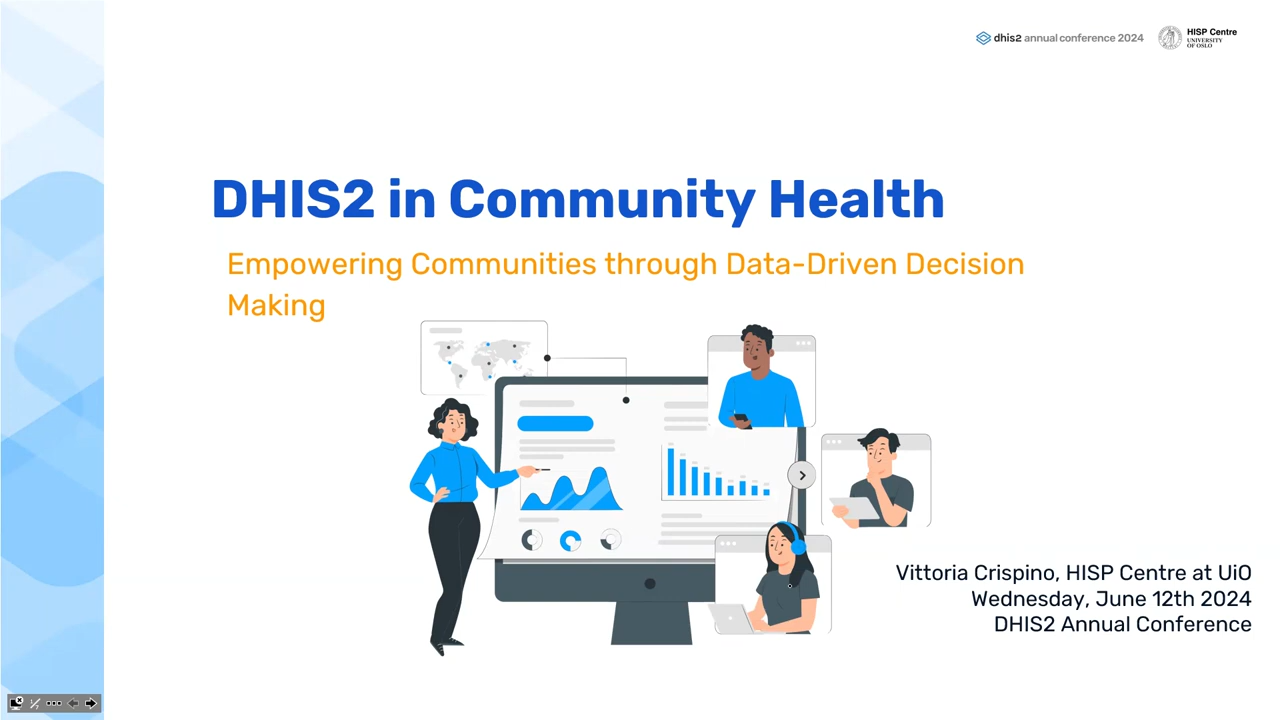 dhis2 annual conference 2024
HISP Centre
UNIVERSITY
OF OSLO
DHIS2 in Community Health
Empowering Communities through Data-Driven Decision
Making
Vittoria Crispino, HISP Centre at UiO
Wednesday, June 12th 2024
DHIS2 Annual Conference